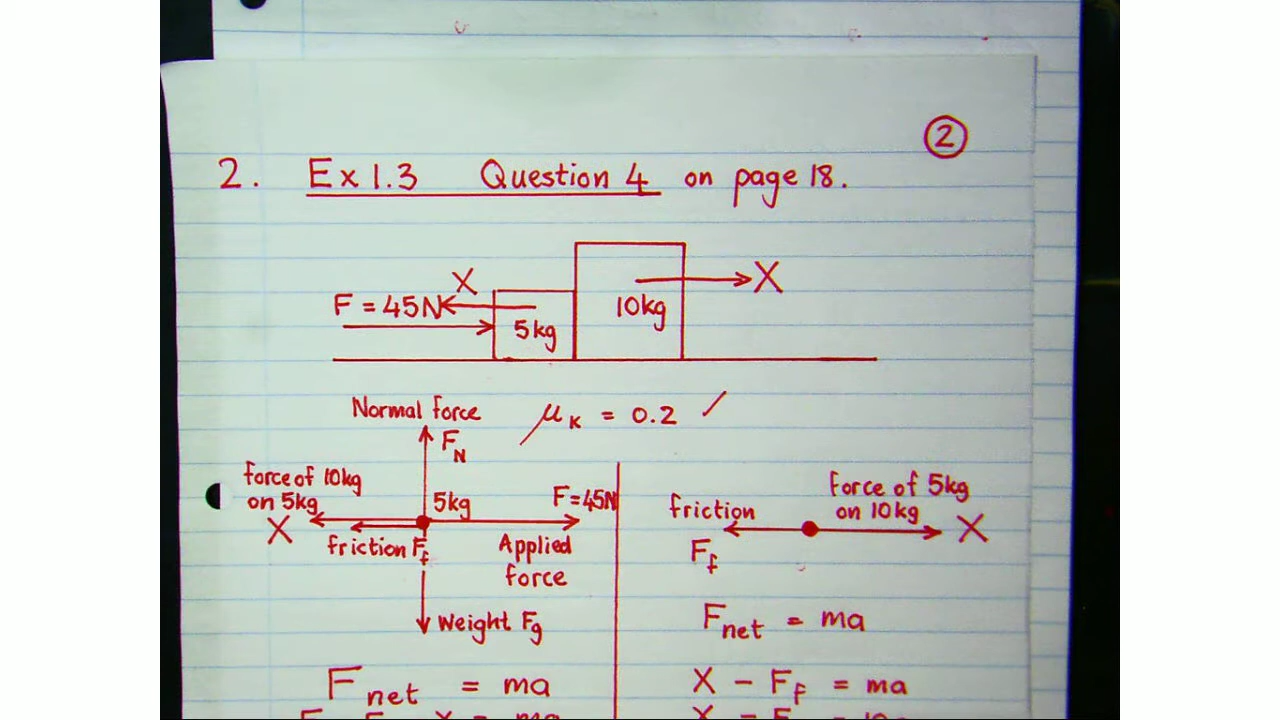 2
2. Ex 1.3 Question 4 on page 18.
X
X
F = 45N
10kg
5kg
Normal force
μK = 0.2
FN
force of 10kg
on 5kg
5kg
F=45N
X
friction Ff
Applied
force
Weight Fg
friction
force of 5kg
on 10kg
X
Ff
Fnet = ma
Fnet = ma
X - Ff = ma